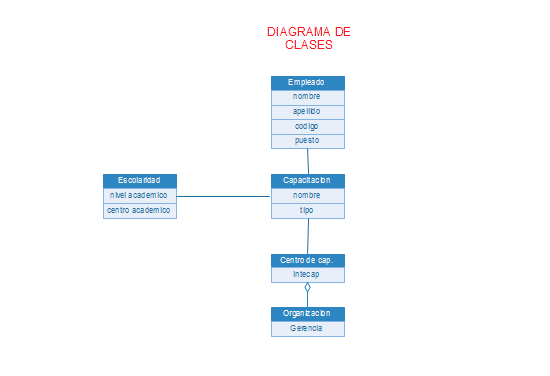 DIAGRAMA DE
CLASES
Empleado
nombre
apellido
codigo
puesto
Escolaridad
nivel academico
centro academico
Capacitacion
nombre
tipo
Centro de cap.
Intecap
Organizacion
Gerencia